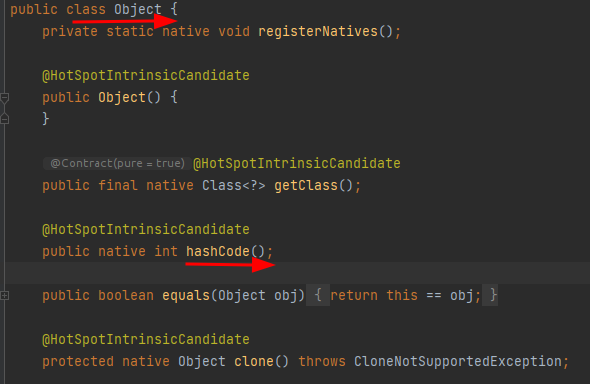 public class Object {
private static native void registerNatives();
@HotSpotIntrinsicCandidate
public Object() {
}
@Contract(pure = true) @HotSpotIntrinsicCandidate
public final native Class<?> getClass();
@HotSpotIntrinsicCandidate
public native int hashCode();
public boolean equals(Object obj) { return this == obj; }
@HotSpotIntrinsicCandidate
protected native Object clone() throws CloneNotSupportedException;